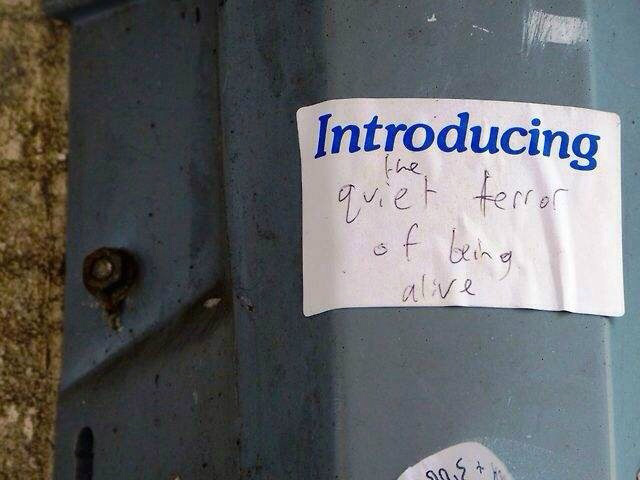 Introducing
the
quiet terror
of being
alive